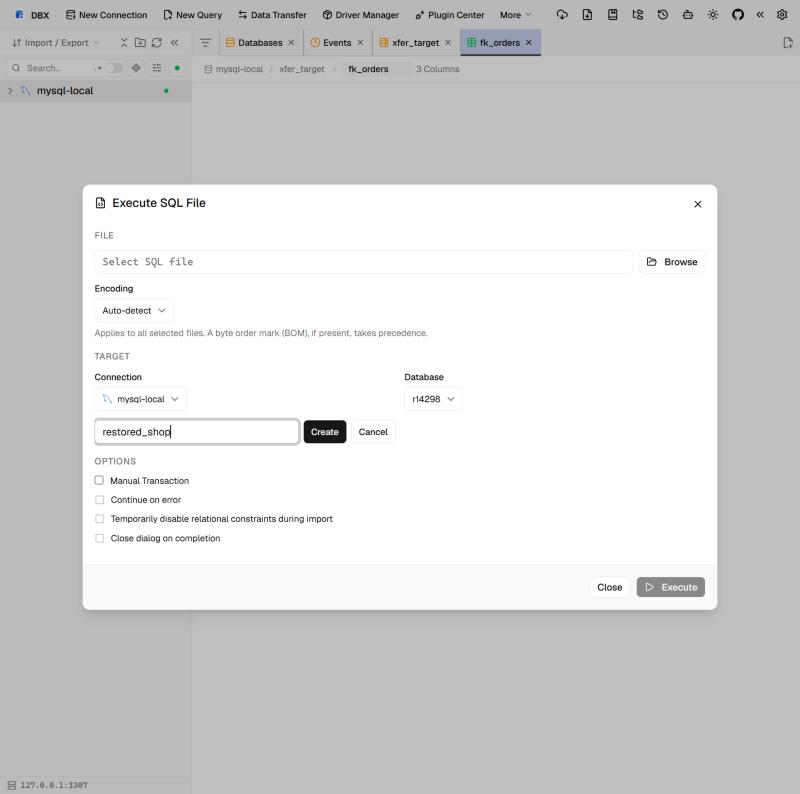 DBX New Connection New Query Data Transfer Driver Manager Plugin Center More
Import / Export Databases Events xfer_target fk_orders
Search... .* mysql-local xfer_target fk_orders 3 Columns
mysql-local
Execute SQL File
FILE
Select SQL file Browse
Encoding
Auto-detect
Applies to all selected files. A byte order mark (BOM), if present, takes precedence.
TARGET
Connection Database
mysql-local r14298
restored_shop Create Cancel
OPTIONS
Manual Transaction
Continue on error
Temporarily disable relational constraints during import
Close dialog on completion
Close Execute
127.0.0.1:3307